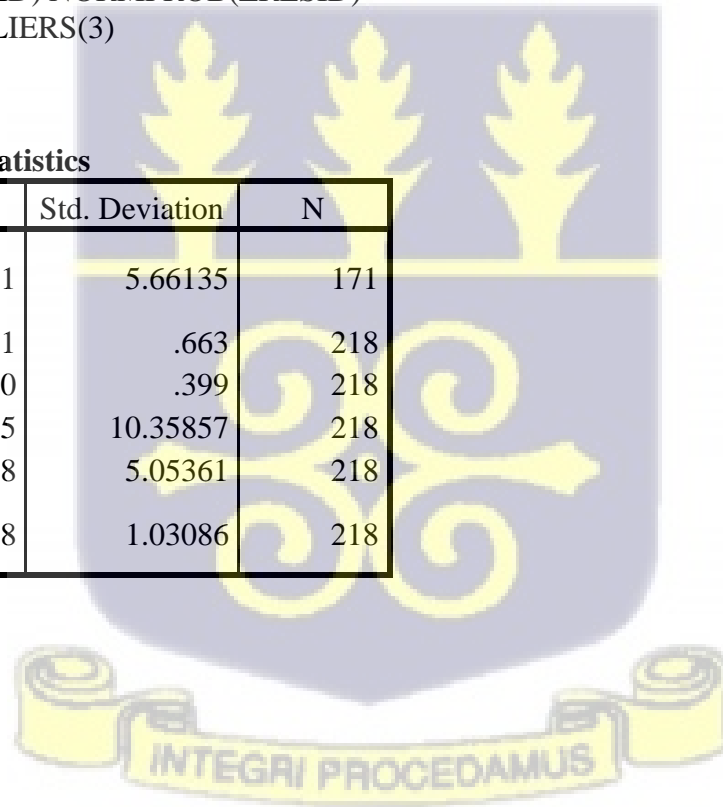 LIERS(3)
atistics
Std. Deviation N
1 5.66135 171
1 .663 218
0 .399 218
5 10.35857 218
8 5.05361 218
8 1.03086 218
INTEGRI PROCEDAMUS